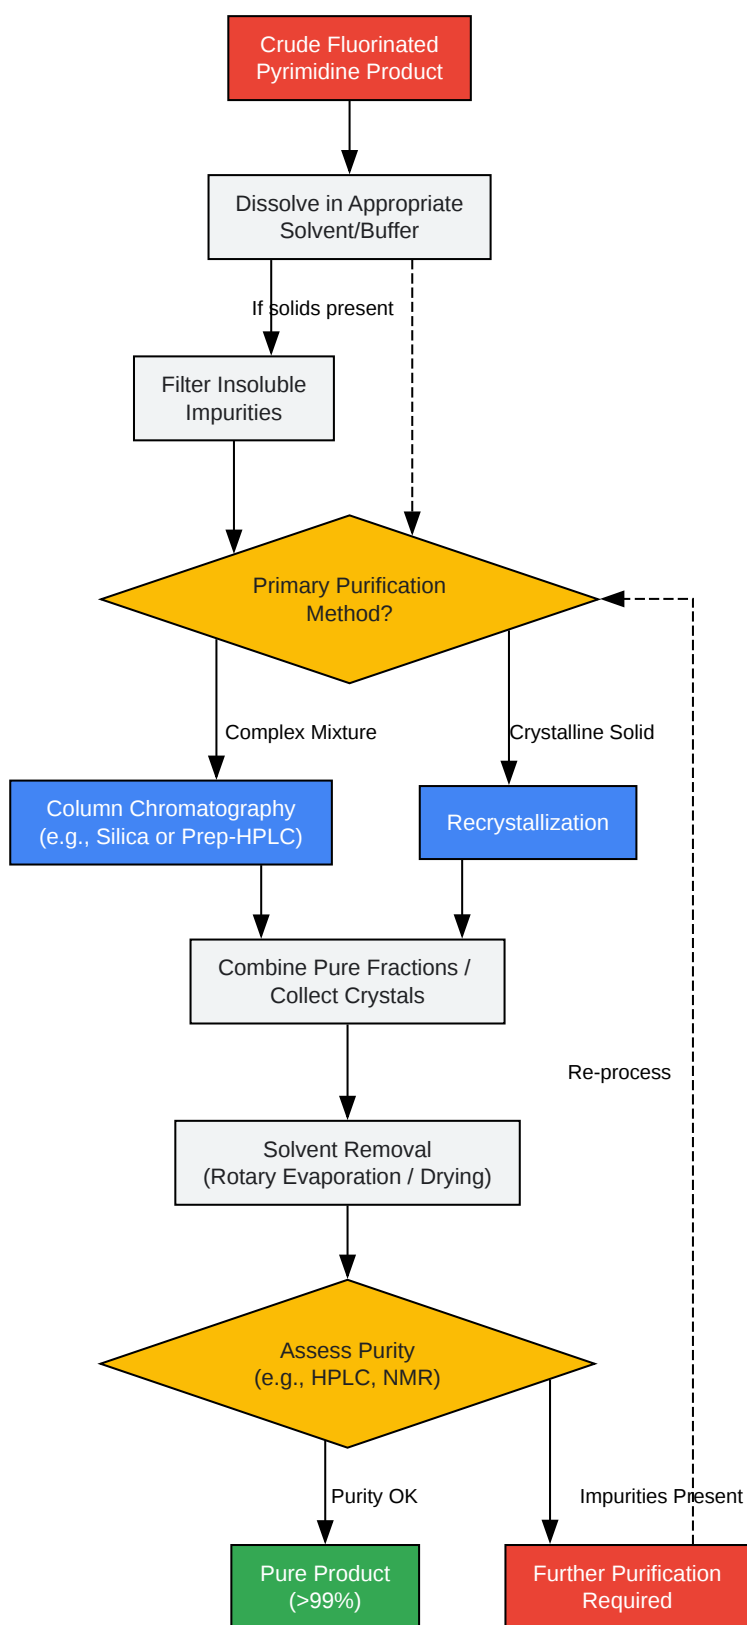 Crude Fluorinated
Pyrimidine Product
Dissolve in Appropriate
Solvent/Buffer
If solids present
Filter Insoluble
Impurities
Primary Purification
Method?
Complex Mixture
Crystalline Solid
Column Chromatography
(e.g., Silica or Prep-HPLC)
Recrystallization
Combine Pure Fractions /
Collect Crystals
Re-process
Solvent Removal
(Rotary Evaporation / Drying)
Assess Purity
(e.g., HPLC, NMR)
Purity OK
Impurities Present
Pure Product
(>99%)
Further Purification
Required